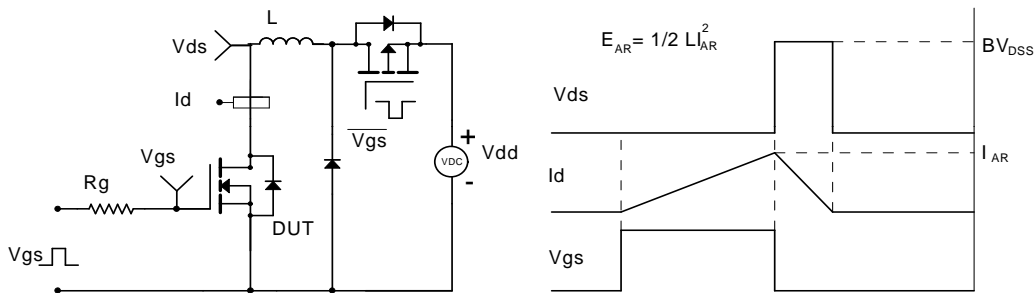 L
Vds
Id
Vgs
Vgs
Rg
DUT
Vgs
VDC
+
-
Vdd
E_AR= 1/2 LI_AR^2
BV_DSS
Vds
I_AR
Id
Vgs